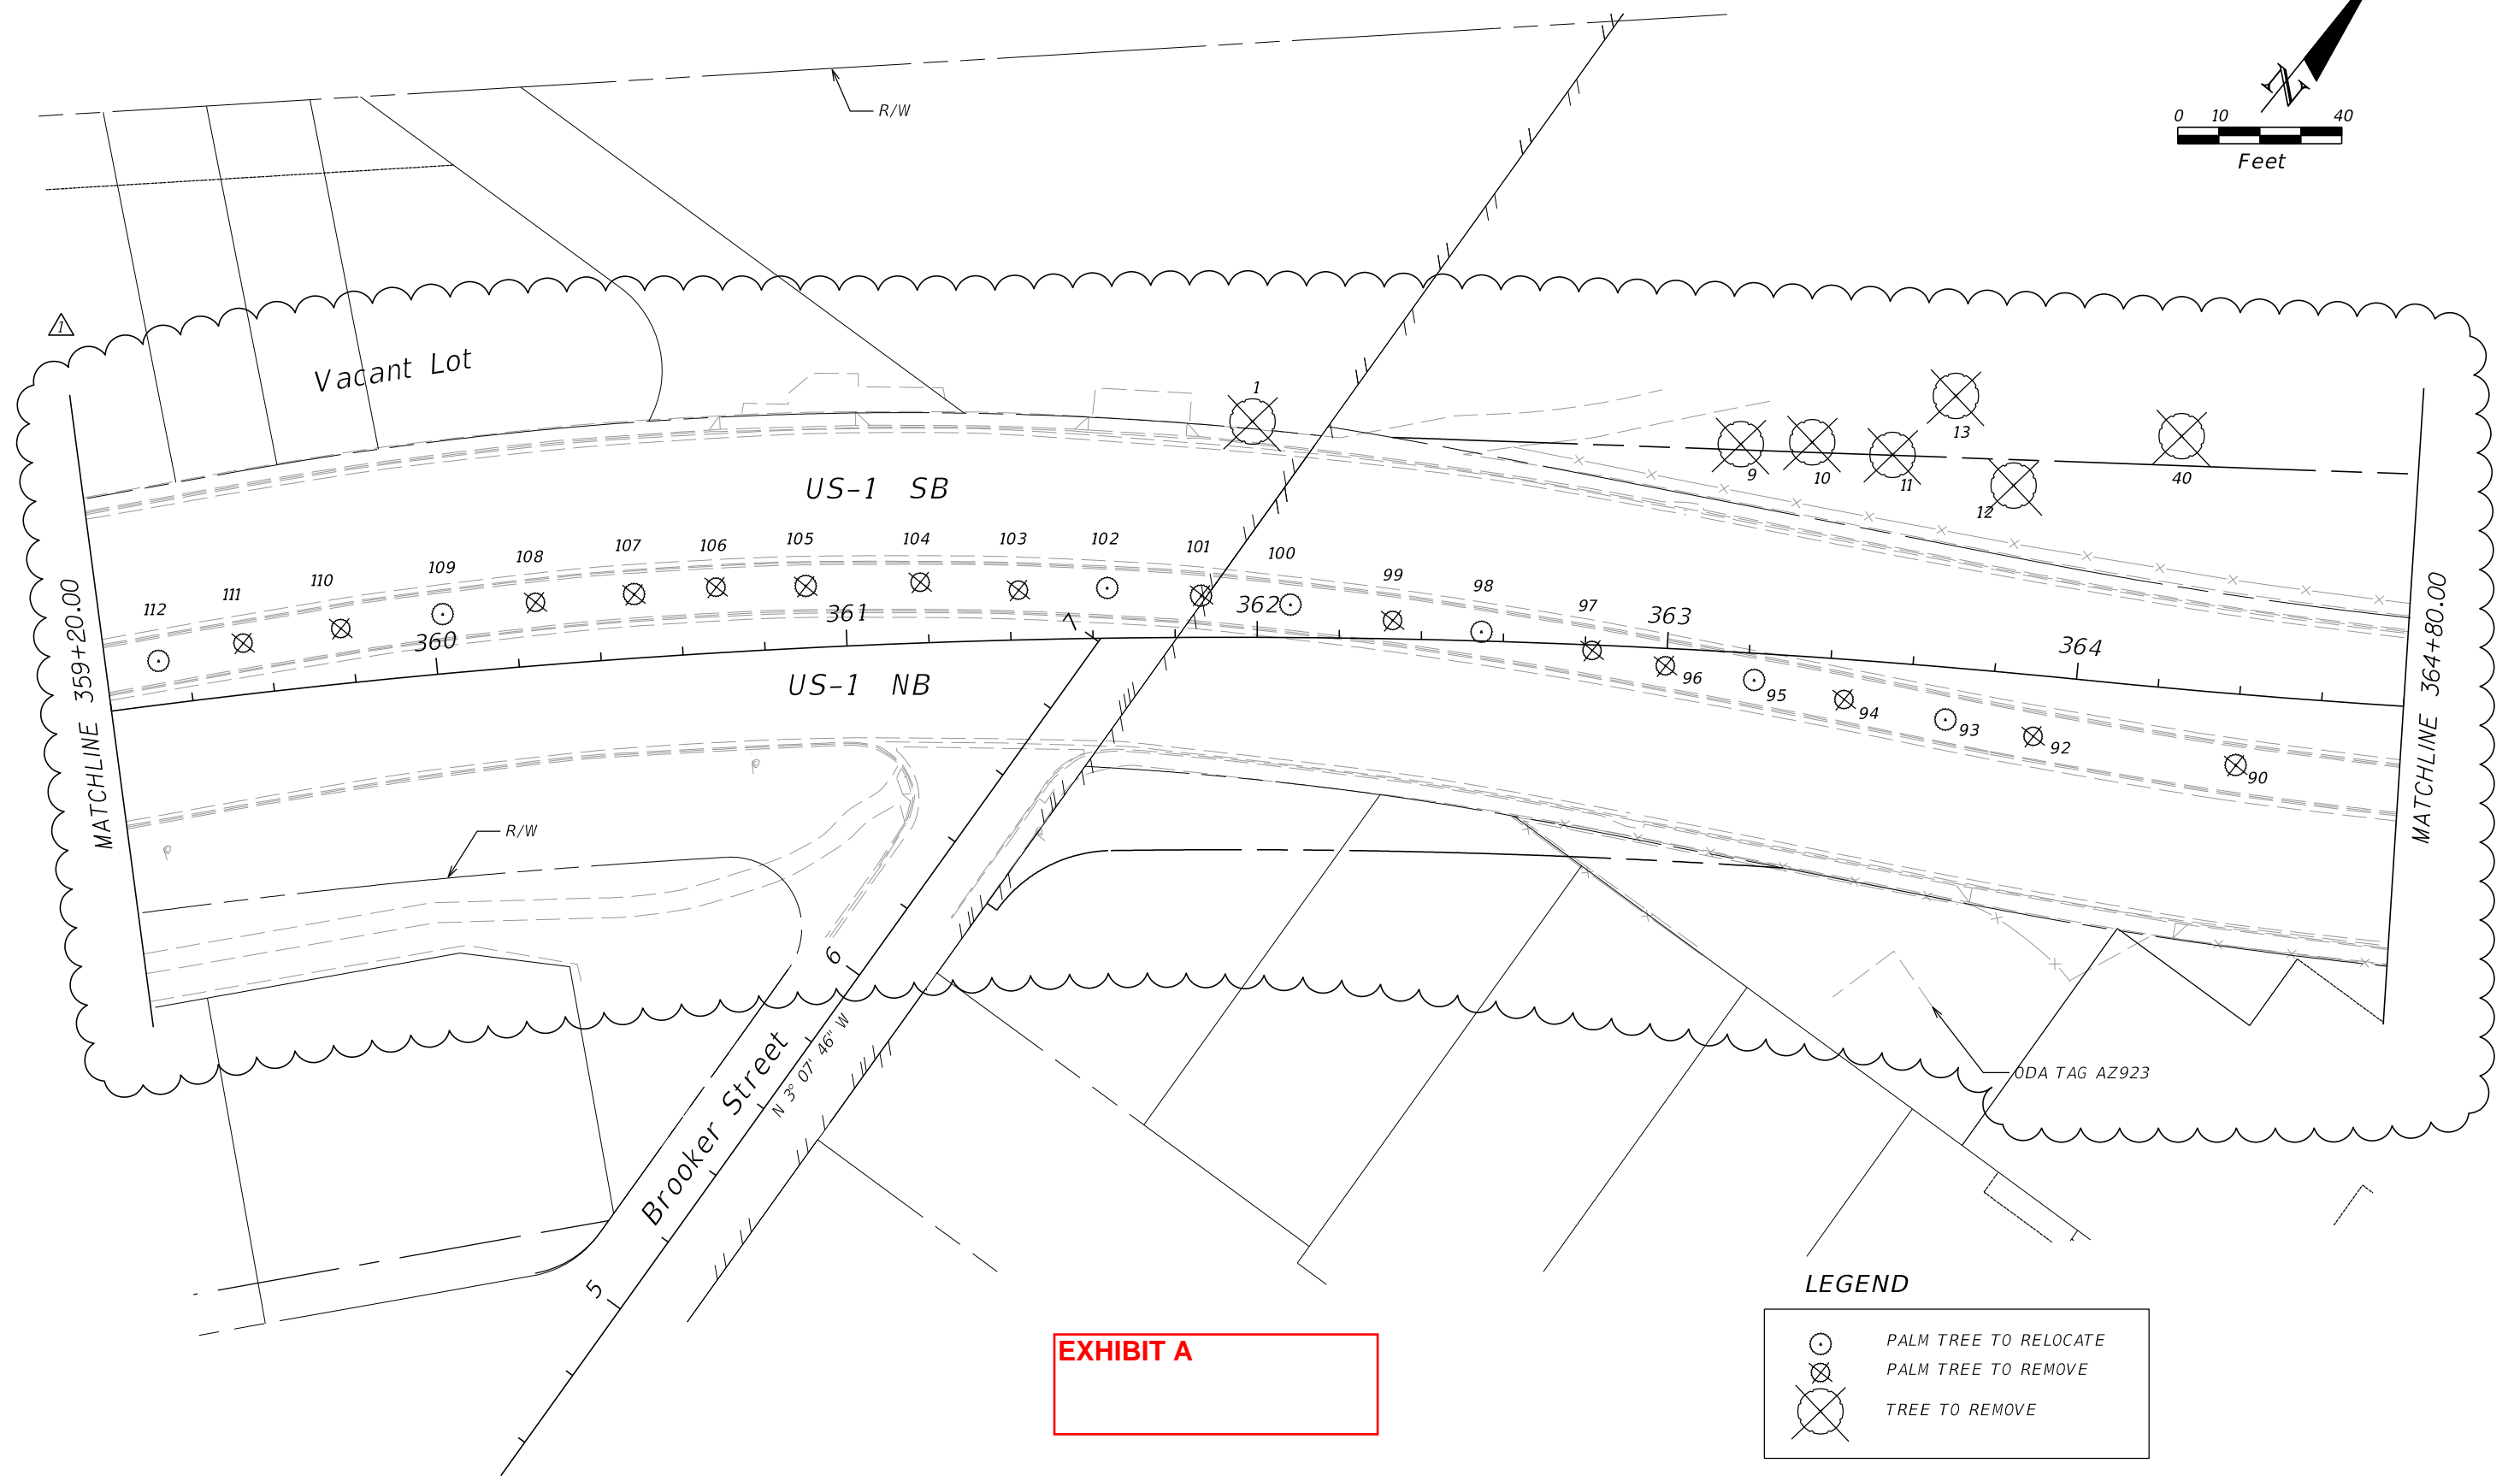 R/W
0 10 40
Feet
N
1
Vacant Lot
1
13
9
10
11
12
40
US-1 SB
112
111
110
109
108
107
106
105
104
103
102
101
100
99
98
97
96
95
94
93
92
90
360
361
362
363
364
MATCHLINE 359+20.00
MATCHLINE 364+80.00
US-1 NB
7
R/W
6
5
Brooker Street
N 3° 07' 46" W
ODA TAG AZ923
EXHIBIT A
LEGEND
PALM TREE TO RELOCATE
PALM TREE TO REMOVE
TREE TO REMOVE